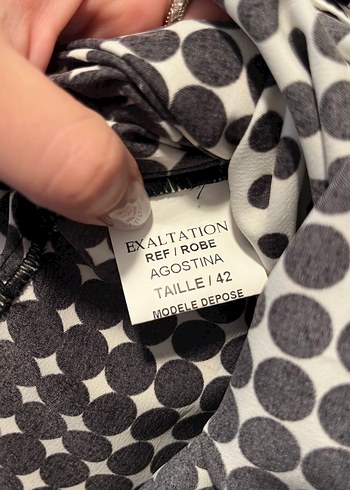 EXALTATION
REF / ROBE
AGOSTINA
TAILLE / 42
MODELE DEPOSE